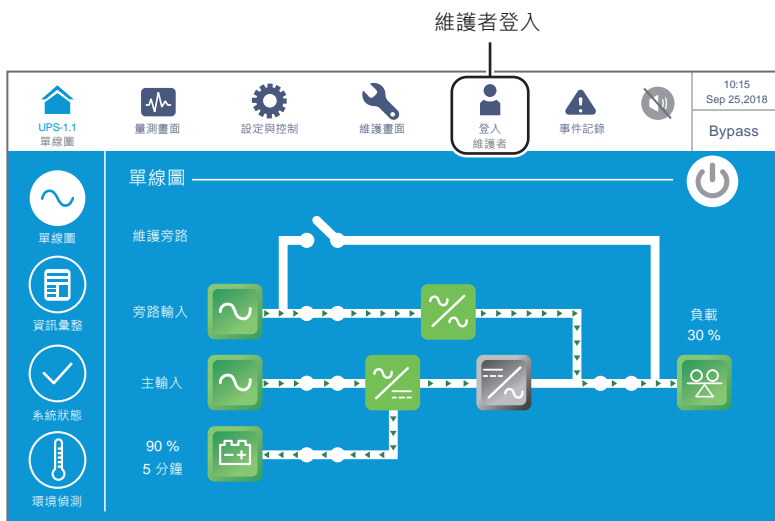 維護者登入
UPS-1.1
單線圖
量測畫面
設定與控制
維護畫面
登入
維護者
事件記錄
10:15
Sep 25,2018
Bypass
單線圖
資訊彙整
系統狀態
環境偵測
單線圖
維護旁路
旁路輸入
主輸入
90 %
5 分鐘
負載
30 %